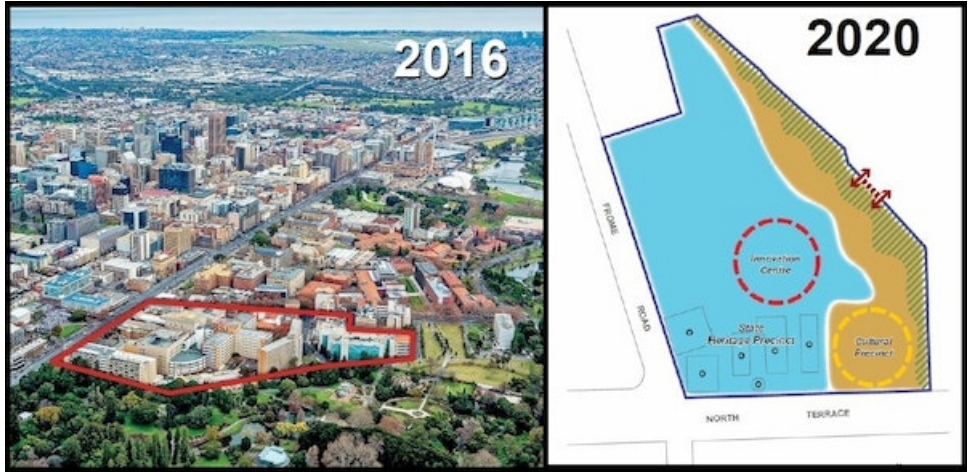 2016
2020
FROME
ROAD
Innovation
Centre
State
Heritage Precinct
Cultural
Precinct
NORTH TERRACE